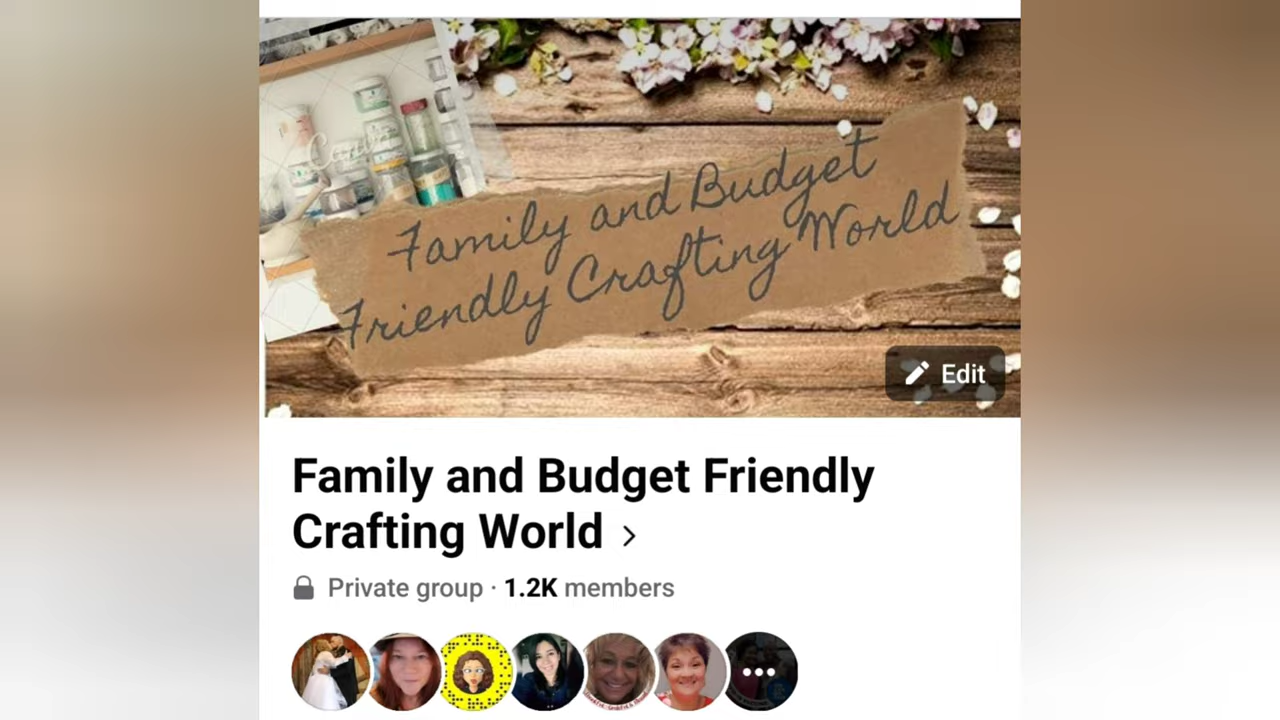 Family and Budget
Friendly Crafting World
Edit
Family and Budget Friendly
Crafting World >
Private group · 1.2K members